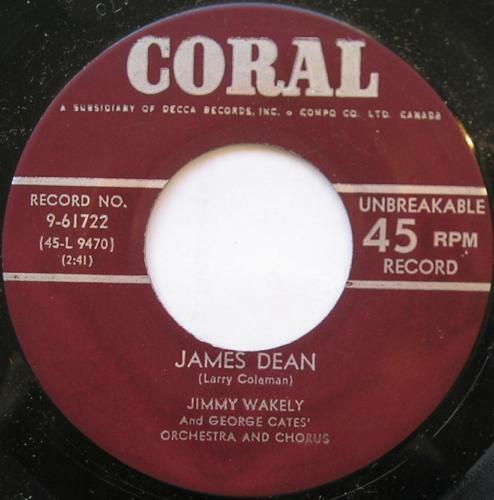 CORAL
A SUBSIDIARY OF DECCA RECORDS, INC. o COMPO CO. LTD. CANADA
RECORD NO.
9-61722
(45-L 9470)
(2:41)
UNBREAKABLE
45 RPM
RECORD
JAMES DEAN
(Larry Coleman)
JIMMY WAKELY
And GEORGE CATES'
ORCHESTRA AND CHORUS